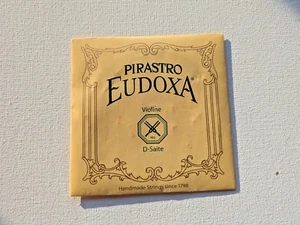 PIRASTRO
EUDOXA
Violine
D-Saite
Handmade Strings since 1798